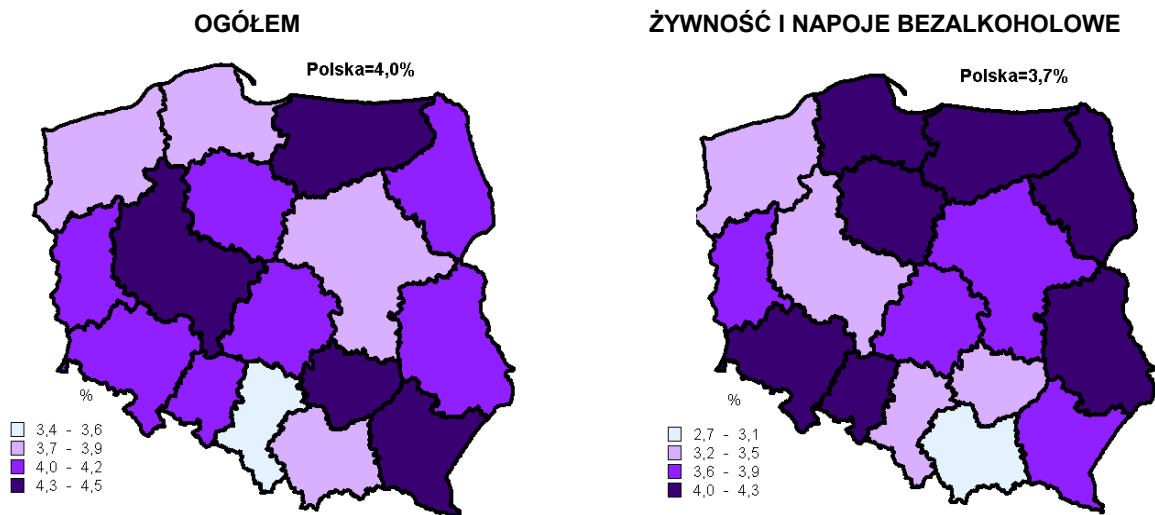 OGÓŁEM
Polska=4,0%
%
3,4 - 3,6
3,7 - 3,9
4,0 - 4,2
4,3 - 4,5
ŻYWNOŚĆ I NAPOJE BEZALKOHOLOWE
Polska=3,7%
%
2,7 - 3,1
3,2 - 3,5
3,6 - 3,9
4,0 - 4,3